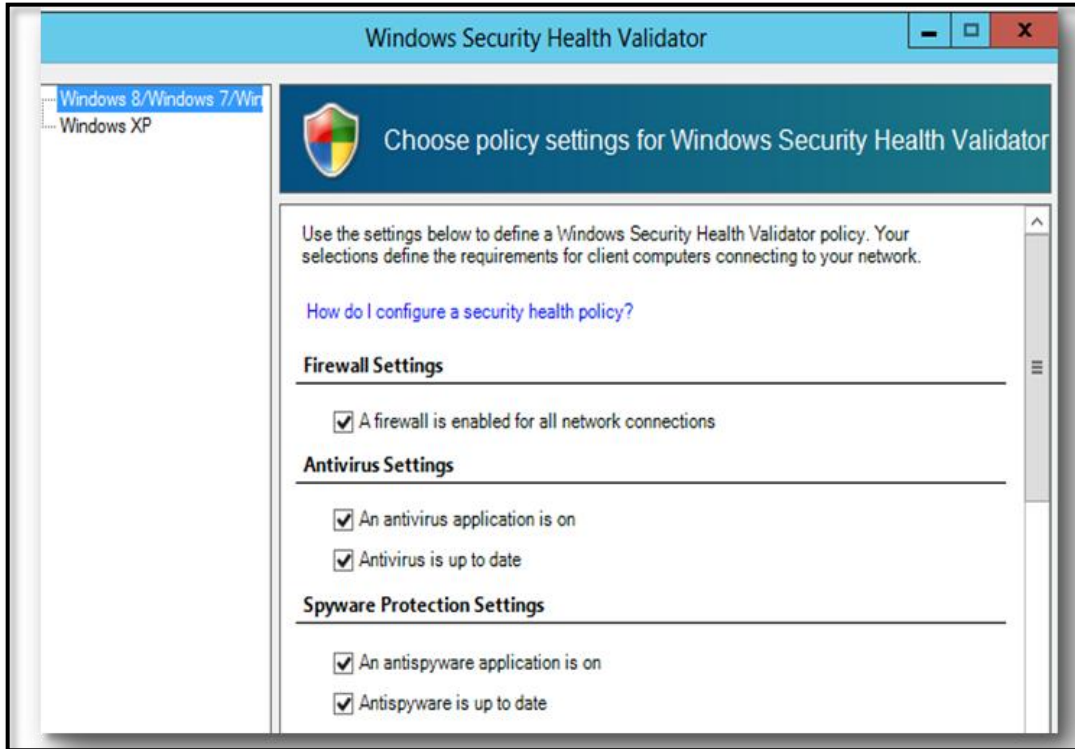 Windows Security Health Validator
Windows 8/Windows 7/Win
Windows XP
Choose policy settings for Windows Security Health Validator
Use the settings below to define a Windows Security Health Validator policy. Your
selections define the requirements for client computers connecting to your network.
How do I configure a security health policy?
Firewall Settings
A firewall is enabled for all network connections
Antivirus Settings
An antivirus application is on
Antivirus is up to date
Spyware Protection Settings
An antispyware application is on
Antispyware is up to date